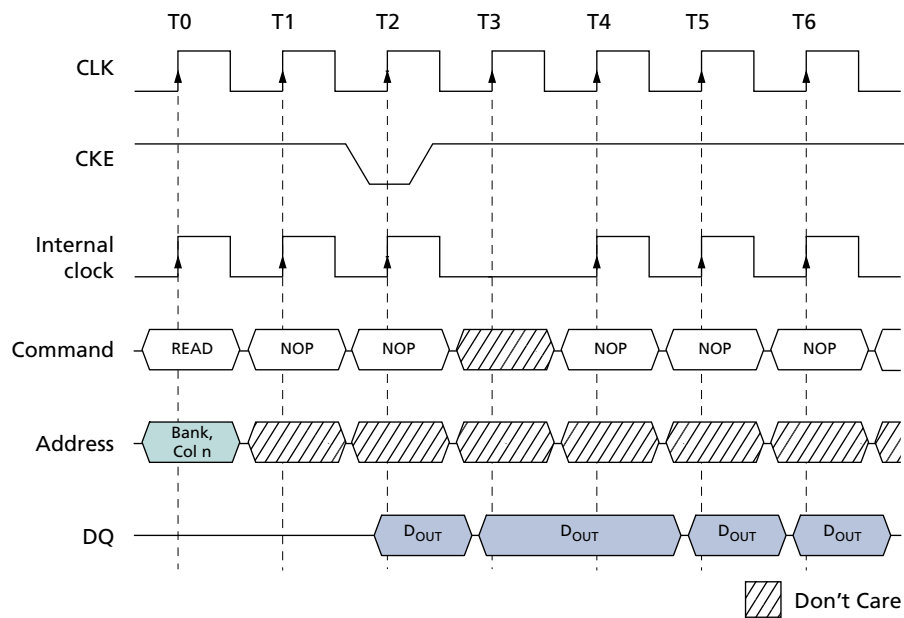 T0 T1 T2 T3 T4 T5 T6
CLK
CKE
Internal
clock
Command READ NOP NOP NOP NOP NOP
Address Bank,
Col n
DQ DOUT DOUT DOUT DOUT
Don't Care